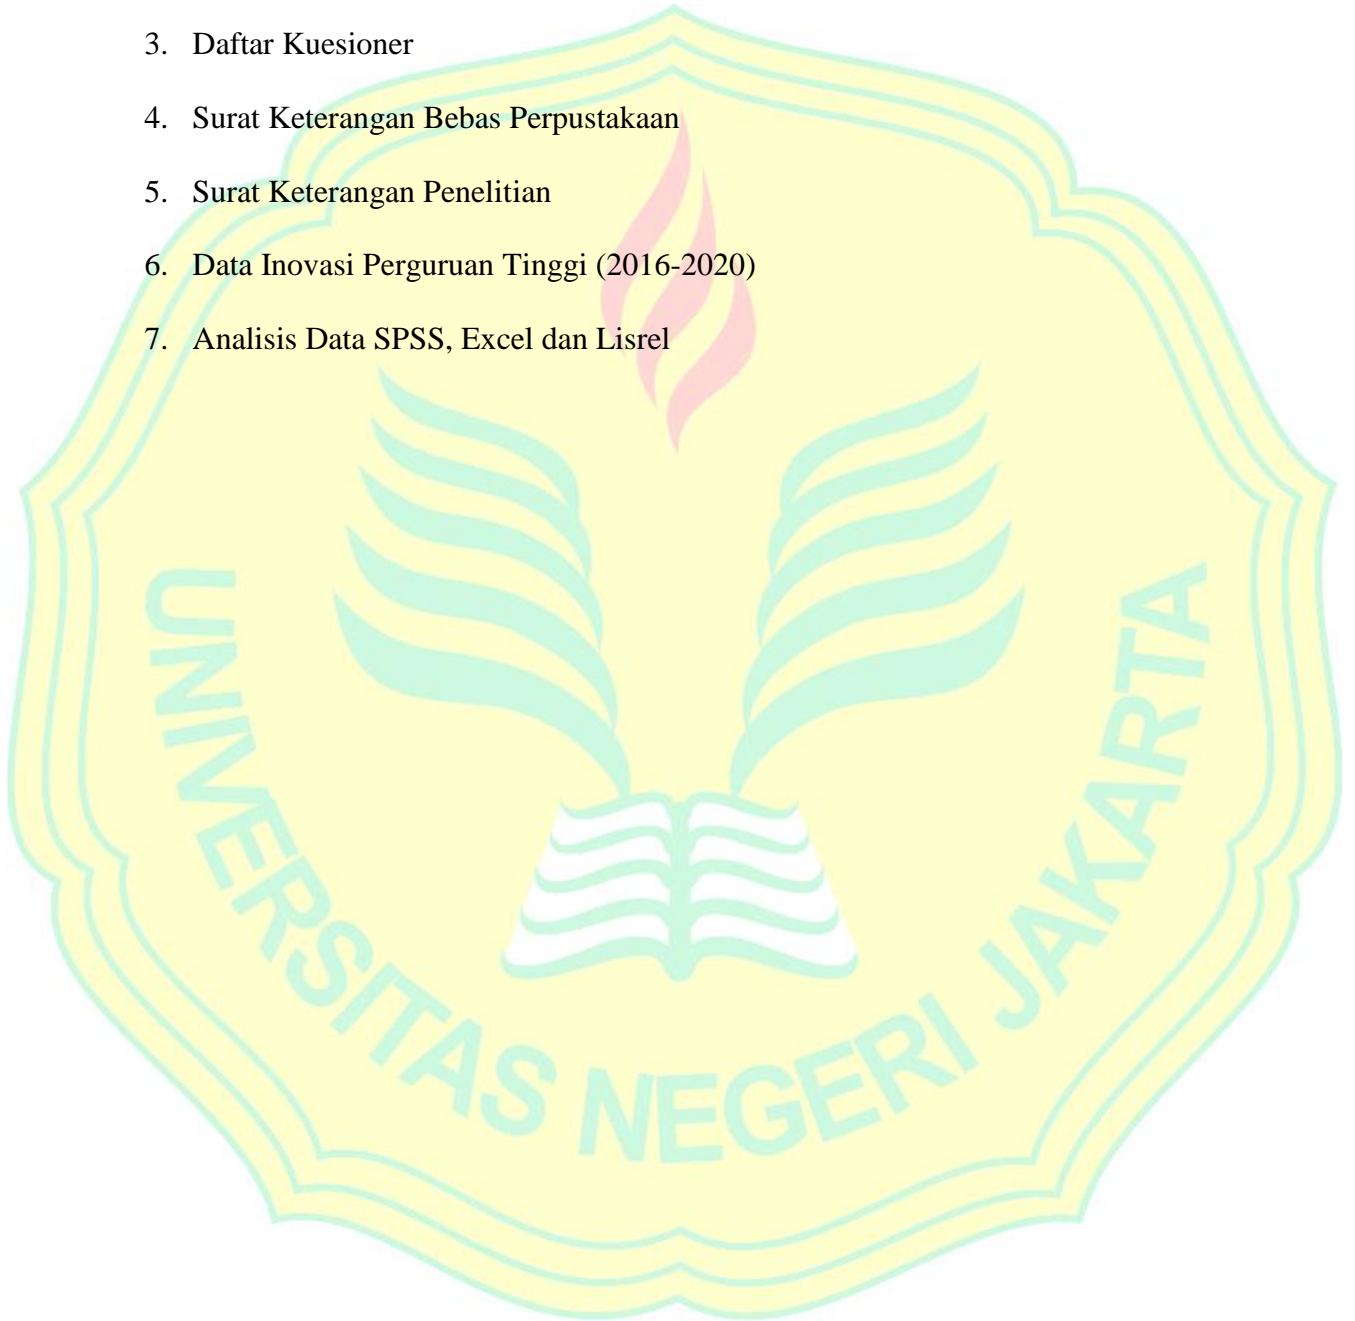 3. Daftar Kuesioner
4. Surat Keterangan Bebas Perpustakaan
5. Surat Keterangan Penelitian
6. Data Inovasi Perguruan Tinggi (2016-2020)
7. Analisis Data SPSS, Excel dan Lisrel
UNIVERSITAS NEGERI JAKARTA